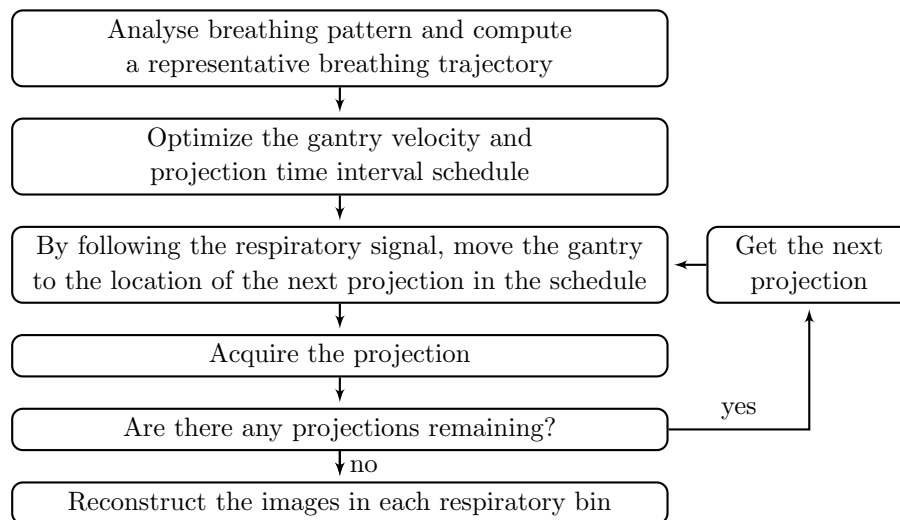 Analyse breathing pattern and compute
a representative breathing trajectory
Optimize the gantry velocity and
projection time interval schedule
By following the respiratory signal, move the gantry
to the location of the next projection in the schedule
Get the next
projection
Acquire the projection
Are there any projections remaining?
yes
no
Reconstruct the images in each respiratory bin